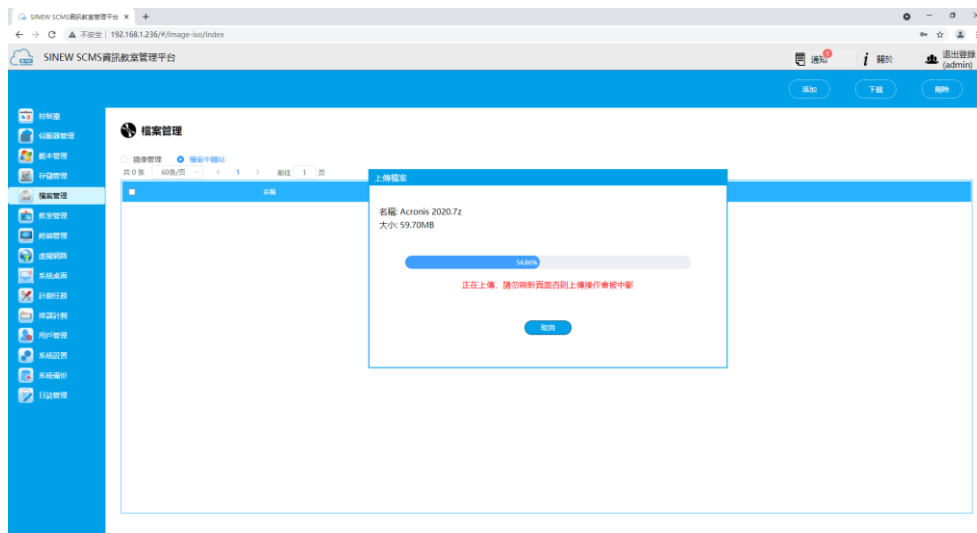 SINEW SCMS資訊教室管理平台
不安全 192.168.1.236/#/image-iso/index
SINEW SCMS資訊教室管理平台
通知 1
關於
退出登錄
(admin)
添加
下載
刪除
控制臺
伺服器管理
範本管理
存儲管理
檔案管理
教室管理
終端管理
虛擬網路
系統桌面
計劃任務
排課計劃
用戶管理
系統設置
系統備份
日誌管理
檔案管理
鏡像管理
檔案中轉站
共 0 条 60条/页 1 前往 1 页
名稱
上傳檔案
名稱: Acronis 2020.7z
大小: 59.70MB
54.86%
正在上傳，請勿刷新頁面否則上傳操作會被中斷
取消